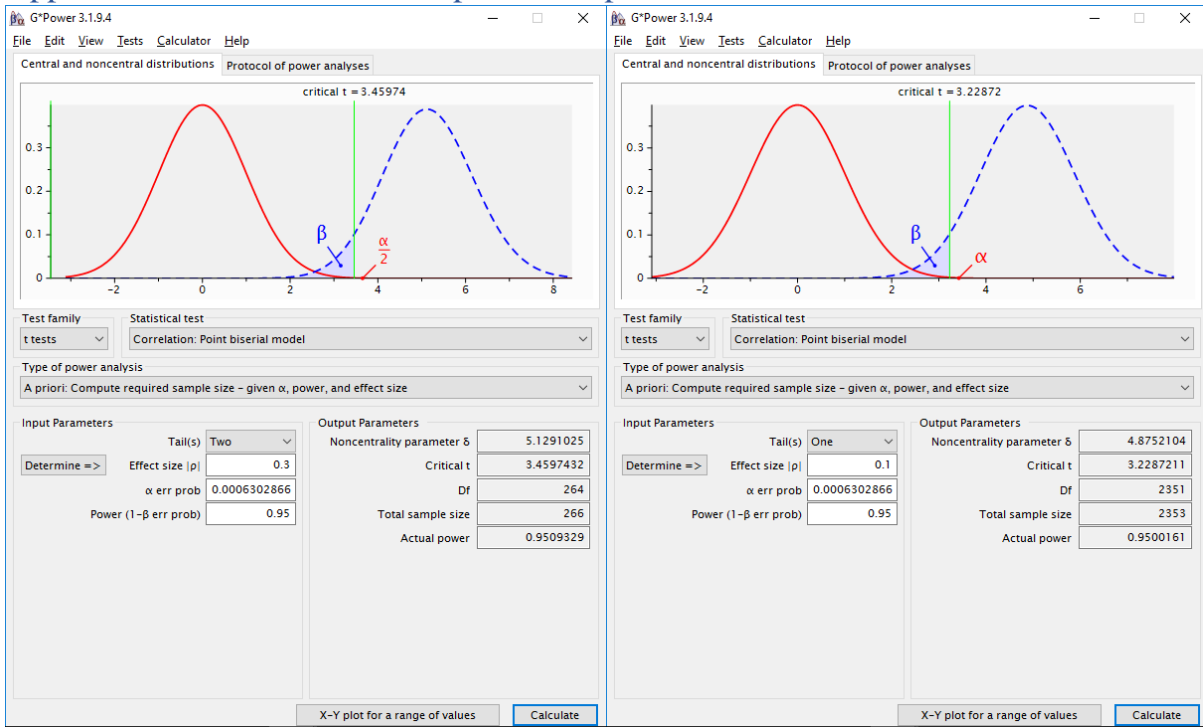 G*Power 3.1.9.4
File Edit View Tests Calculator Help
Central and noncentral distributions Protocol of power analyses
critical t = 3.45974
0.3
0.2
0.1
0
β
α
2
-2 0 2 4 6 8
Test family Statistical test
t tests Correlation: Point biserial model
Type of power analysis
A priori: Compute required sample size - given α, power, and effect size
Input Parameters Output Parameters
Tail(s) Two Noncentrality parameter δ 5.1291025
Determine => Effect size |ρ| 0.3 Critical t 3.4597432
α err prob 0.0006302866 Df 264
Power (1-β err prob) 0.95 Total sample size 266
Actual power 0.9509329
X-Y plot for a range of values Calculate
G*Power 3.1.9.4
File Edit View Tests Calculator Help
Central and noncentral distributions Protocol of power analyses
critical t = 3.22872
0.3
0.2
0.1
0
β
α
-2 0 2 4 6
Test family Statistical test
t tests Correlation: Point biserial model
Type of power analysis
A priori: Compute required sample size - given α, power, and effect size
Input Parameters Output Parameters
Tail(s) One Noncentrality parameter δ 4.8752104
Determine => Effect size |ρ| 0.1 Critical t 3.2287211
α err prob 0.0006302866 Df 2351
Power (1-β err prob) 0.95 Total sample size 2353
Actual power 0.9500161
X-Y plot for a range of values Calculate